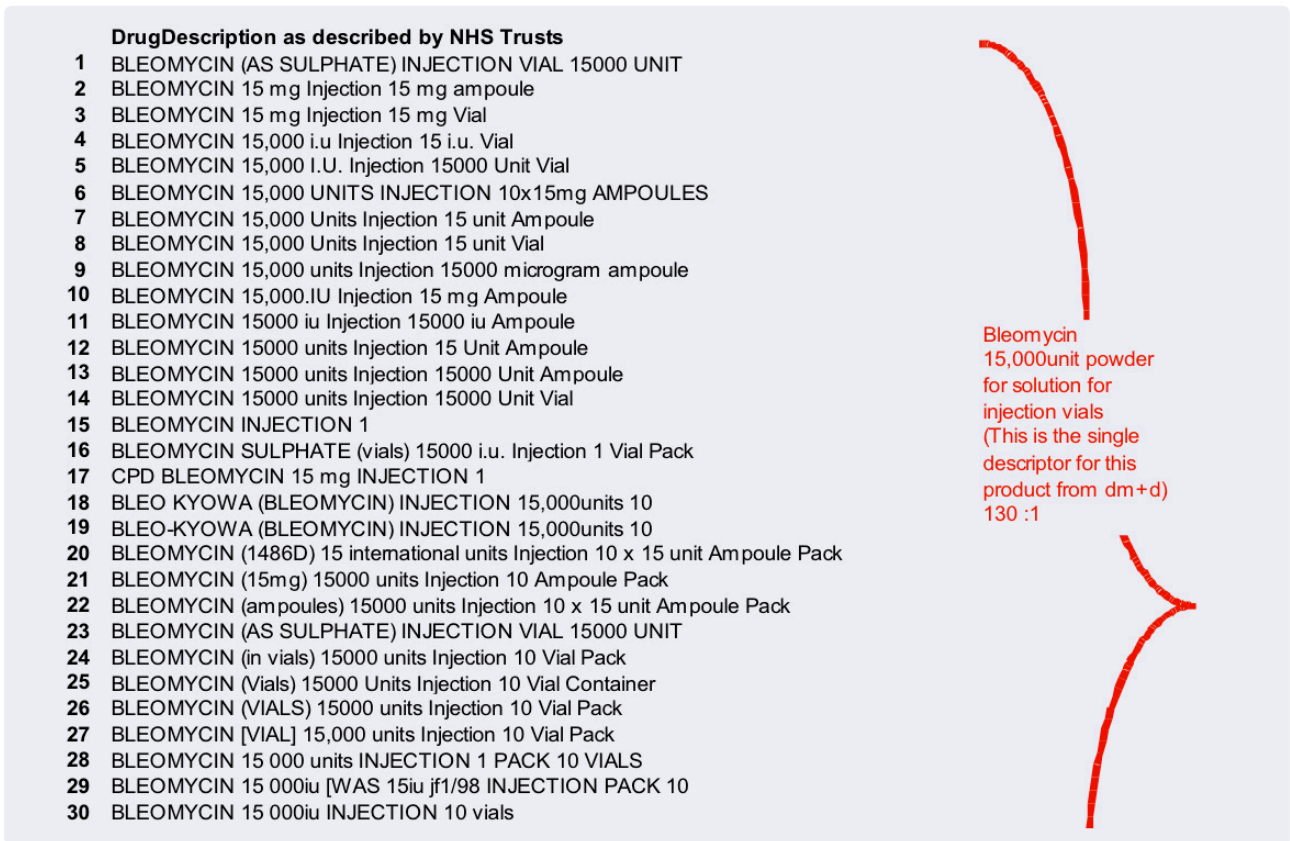 DrugDescription as described by NHS Trusts
1 BLEOMYCIN (AS SULPHATE) INJECTION VIAL 15000 UNIT
2 BLEOMYCIN 15 mg Injection 15 mg ampoule
3 BLEOMYCIN 15 mg Injection 15 mg Vial
4 BLEOMYCIN 15,000 i.u Injection 15 i.u. Vial
5 BLEOMYCIN 15,000 I.U. Injection 15000 Unit Vial
6 BLEOMYCIN 15,000 UNITS INJECTION 10x15mg AMPOULES
7 BLEOMYCIN 15,000 Units Injection 15 unit Ampoule
8 BLEOMYCIN 15,000 Units Injection 15 unit Vial
9 BLEOMYCIN 15,000 units Injection 15000 microgram ampoule
10 BLEOMYCIN 15,000.IU Injection 15 mg Ampoule
11 BLEOMYCIN 15000 iu Injection 15000 iu Ampoule
12 BLEOMYCIN 15000 units Injection 15 Unit Ampoule
13 BLEOMYCIN 15000 units Injection 15000 Unit Ampoule
14 BLEOMYCIN 15000 units Injection 15000 Unit Vial
15 BLEOMYCIN INJECTION 1
16 BLEOMYCIN SULPHATE (vials) 15000 i.u. Injection 1 Vial Pack
17 CPD BLEOMYCIN 15 mg INJECTION 1
18 BLEO KYOWA (BLEOMYCIN) INJECTION 15,000units 10
19 BLEO-KYOWA (BLEOMYCIN) INJECTION 15,000units 10
20 BLEOMYCIN (1486D) 15 international units Injection 10 x 15 unit Ampoule Pack
21 BLEOMYCIN (15mg) 15000 units Injection 10 Ampoule Pack
22 BLEOMYCIN (ampoules) 15000 units Injection 10 x 15 unit Ampoule Pack
23 BLEOMYCIN (AS SULPHATE) INJECTION VIAL 15000 UNIT
24 BLEOMYCIN (in vials) 15000 units Injection 10 Vial Pack
25 BLEOMYCIN (Vials) 15000 Units Injection 10 Vial Container
26 BLEOMYCIN (VIALS) 15000 units Injection 10 Vial Pack
27 BLEOMYCIN [VIAL] 15,000 units Injection 10 Vial Pack
28 BLEOMYCIN 15 000 units INJECTION 1 PACK 10 VIALS
29 BLEOMYCIN 15 000iu [WAS 15iu jf1/98 INJECTION PACK 10
30 BLEOMYCIN 15 000iu INJECTION 10 vials
Bleomycin
15,000unit powder
for solution for
injection vials
(This is the single
descriptor for this
product from dm+d)
130 :1